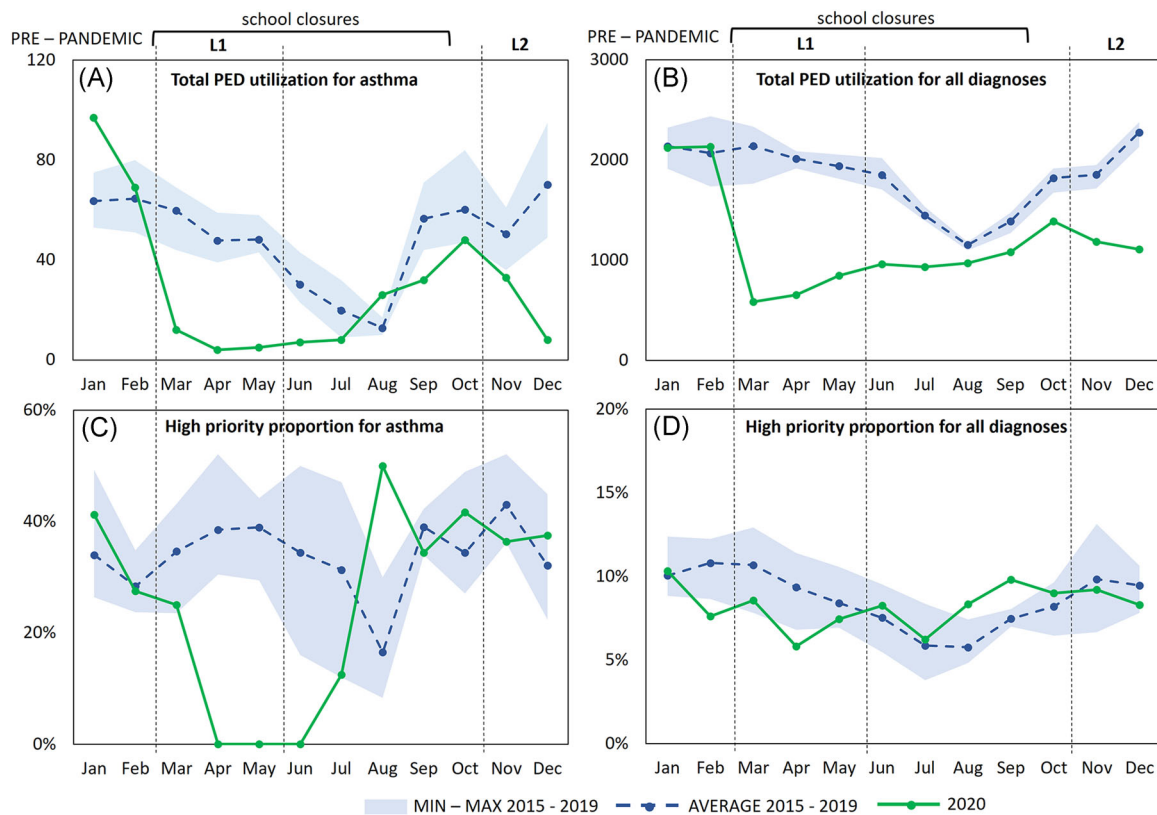 school closures
school closures
PRE – PANDEMIC L1 L2
PRE – PANDEMIC L1 L2
(A) Total PED utilization for asthma
120
80
40
0
Jan Feb Mar Apr May Jun Jul Aug Sep Oct Nov Dec
(B) Total PED utilization for all diagnoses
3000
2000
1000
0
Jan Feb Mar Apr May Jun Jul Aug Sep Oct Nov Dec
(C) High priority proportion for asthma
60%
40%
20%
0%
Jan Feb Mar Apr May Jun Jul Aug Sep Oct Nov Dec
(D) High priority proportion for all diagnoses
20%
15%
10%
5%
0%
Jan Feb Mar Apr May Jun Jul Aug Sep Oct Nov Dec
MIN – MAX 2015 - 2019 AVERAGE 2015 - 2019 2020